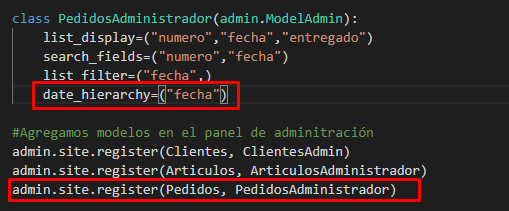 class PedidosAdministrador(admin.ModelAdmin):
list_display=("numero","fecha","entregado")
search_fields=("numero","fecha")
list_filter=("fecha",)
date_hierarchy=("fecha")
#Agregamos modelos en el panel de adminitración
admin.site.register(Clientes, ClientesAdmin)
admin.site.register(Articulos, ArticulosAdministrador)
admin.site.register(Pedidos, PedidosAdministrador)